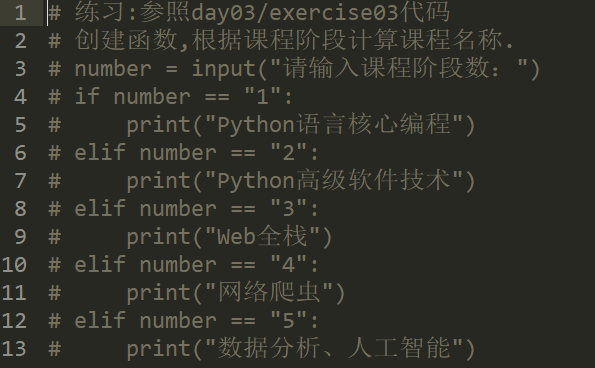 1 # 练习:参照day03/exercise03代码
2 # 创建函数,根据课程阶段计算课程名称.
3 # number = input("请输入课程阶段数：")
4 # if number == "1":
5 #     print("Python语言核心编程")
6 # elif number == "2":
7 #     print("Python高级软件技术")
8 # elif number == "3":
9 #     print("Web全栈")
10 # elif number == "4":
11 #     print("网络爬虫")
12 # elif number == "5":
13 #     print("数据分析、人工智能")